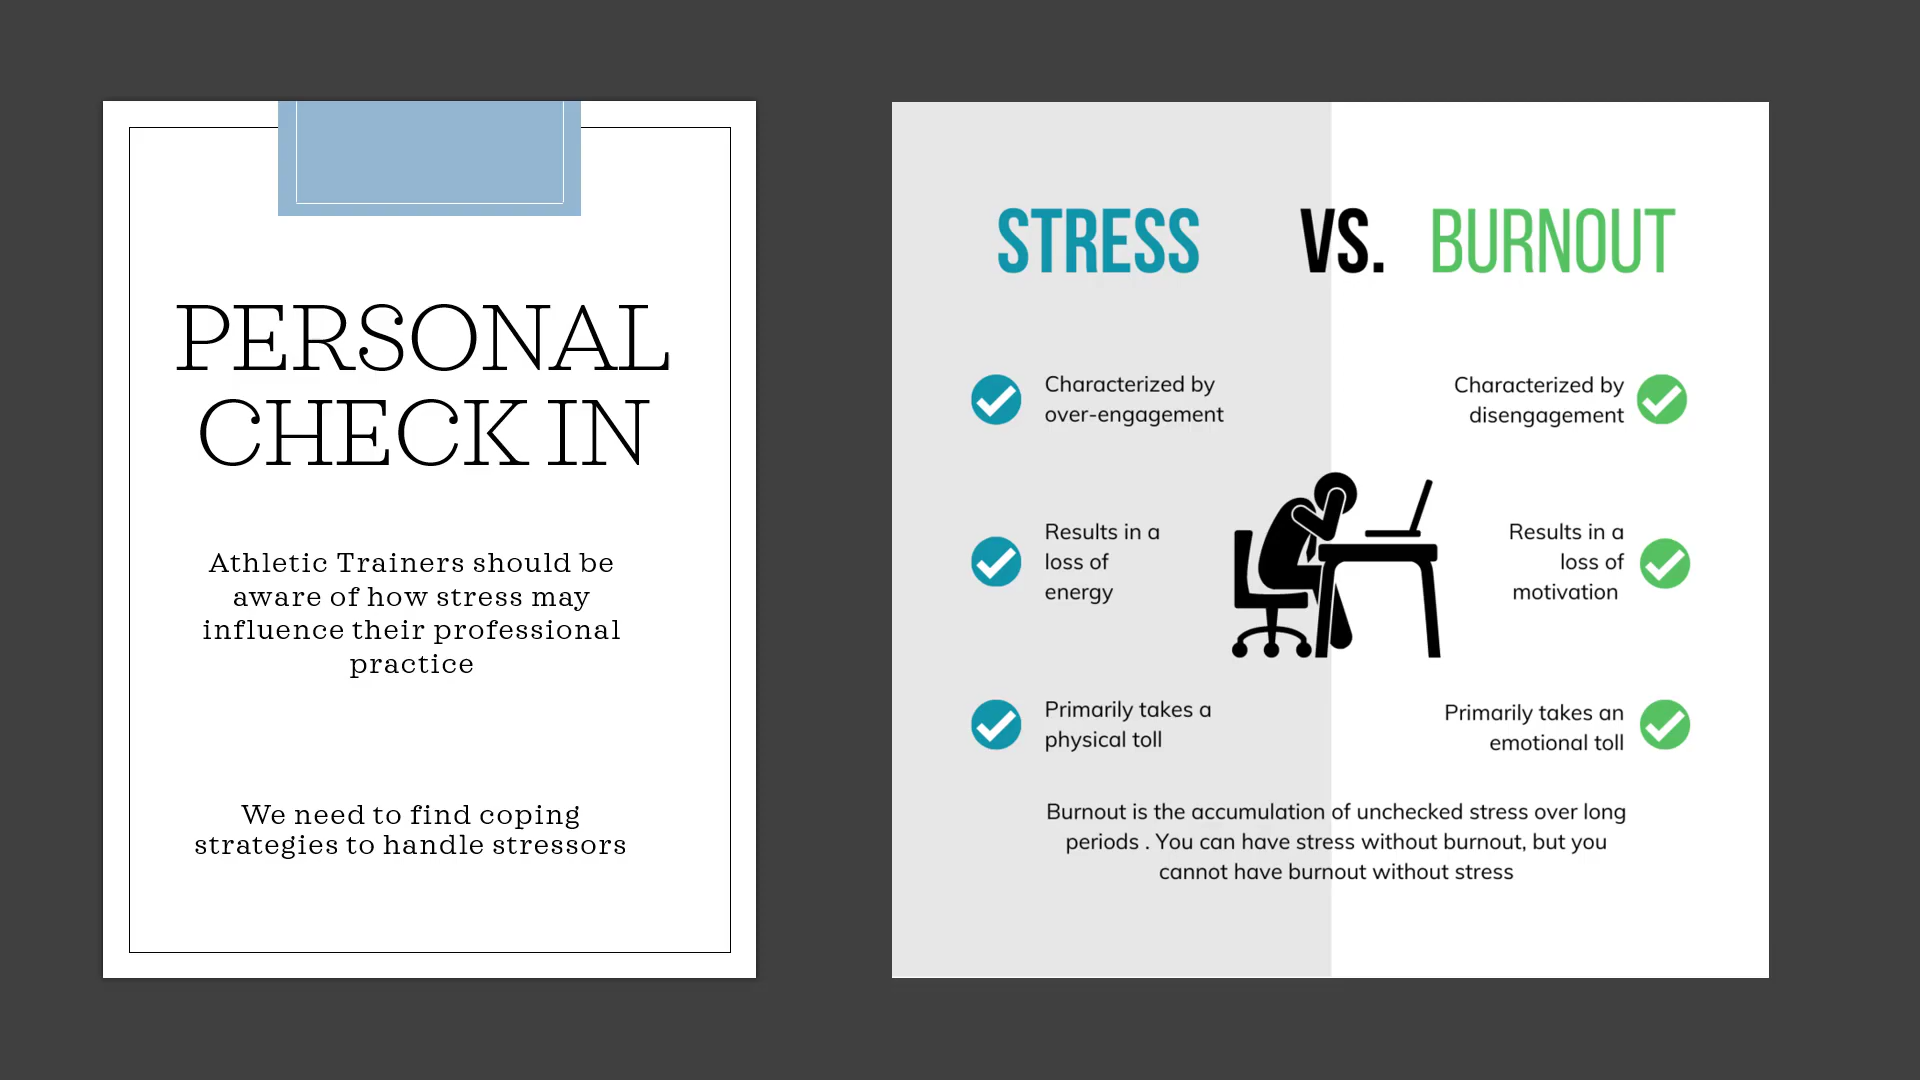 PERSONAL
CHECK IN
Athletic Trainers should be
aware of how stress may
influence their professional
practice
We need to find coping
strategies to handle stressors
STRESS VS. BURNOUT
Characterized by
over-engagement
Characterized by
disengagement
Results in a
loss of
energy
Results in a
loss of
motivation
Primarily takes a
physical toll
Primarily takes an
emotional toll
Burnout is the accumulation of unchecked stress over long
periods . You can have stress without burnout, but you
cannot have burnout without stress